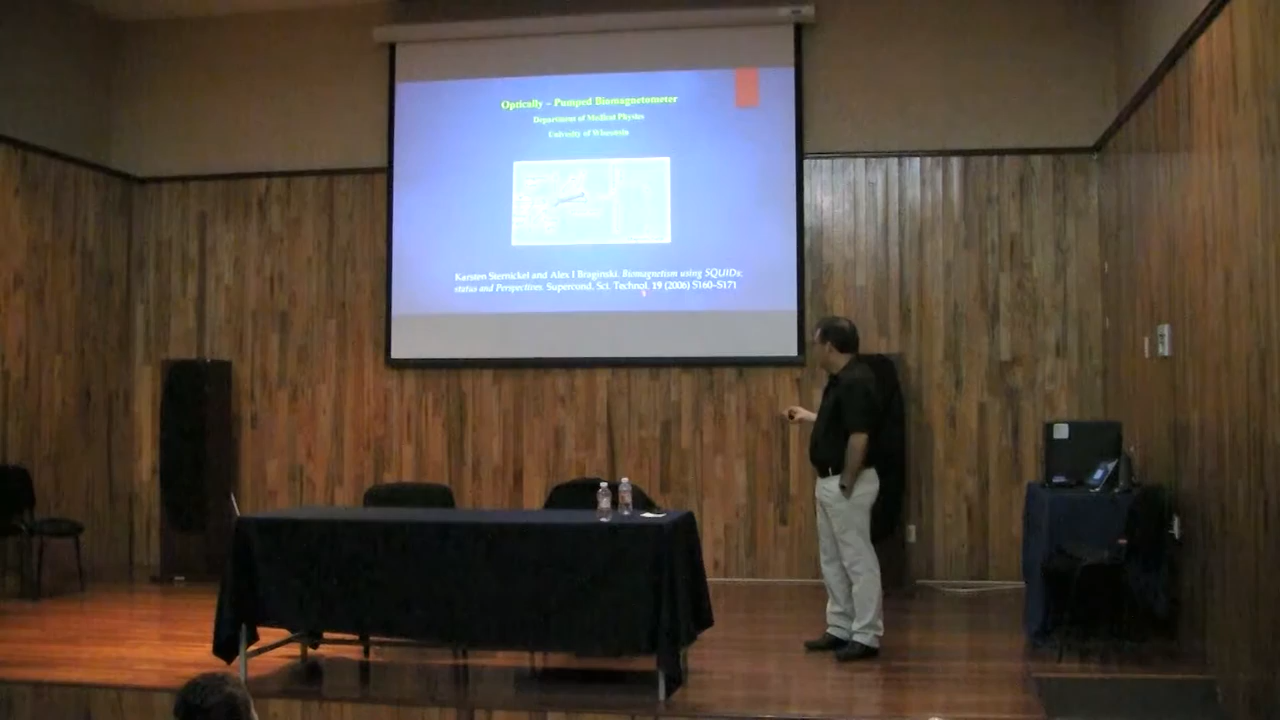 Optically – Pumped Biomagnetometer
Department of Medical Physics
Univesity of Wisconsin
Karsten Sternickel and Alex I Braginski, Biomagnetism using SQUIDs:
status and Perspectives. Supercond. Sci. Technol. 19 (2006) S160–S171